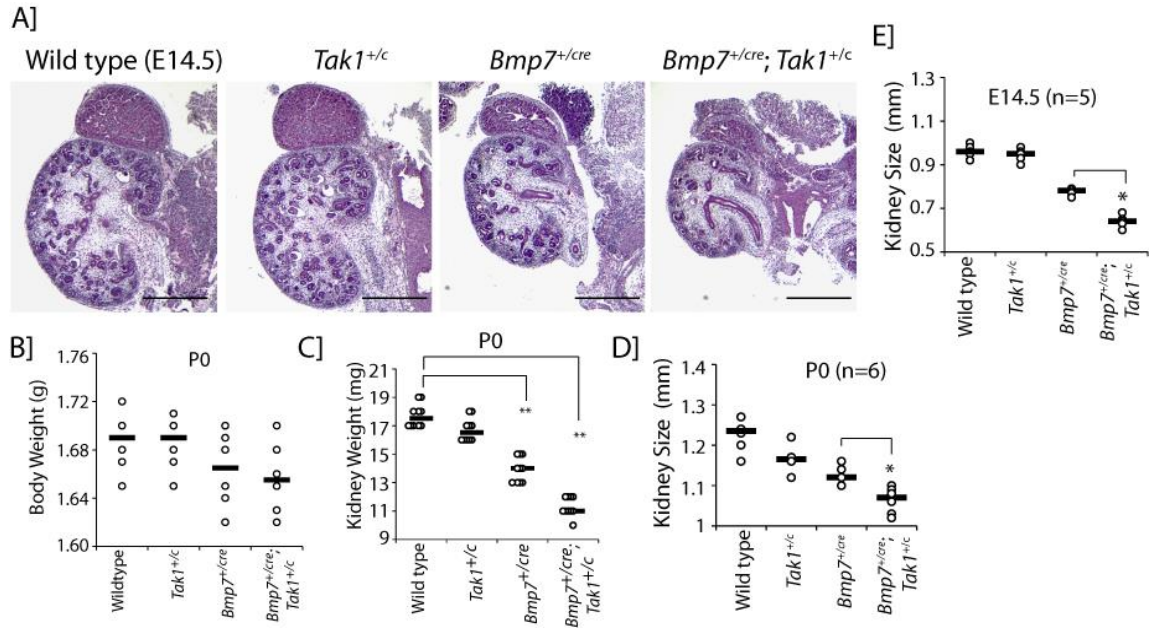 A]
Wild type (E14.5)
Tak1+/c
Bmp7+/cre
Bmp7+/cre; Tak1+/c
E]
E14.5 (n=5)
Kidney Size (mm)
1.3
1.1
0.9
0.7
0.5
*
Wild type
Tak1+/c
Bmp7+/cre
Bmp7+/cre;
Tak1+/c
B]
P0
Body Weight (g)
1.76
1.72
1.68
1.64
1.60
Wildtype
Tak1+/c
Bmp7+/cre
Bmp7+/cre;
Tak1+/c
C]
P0
Kidney Weight (mg)
21
19
17
15
13
11
9
**
**
Wild type
Tak1+/c
Bmp7+/cre
Bmp7+/cre;
Tak1+/c
D]
P0 (n=6)
Kidney Size (mm)
1.4
1.3
1.2
1.1
1
*
Wild type
Tak1+/c
Bmp7+/cre
Bmp7+/cre;
Tak1+/c